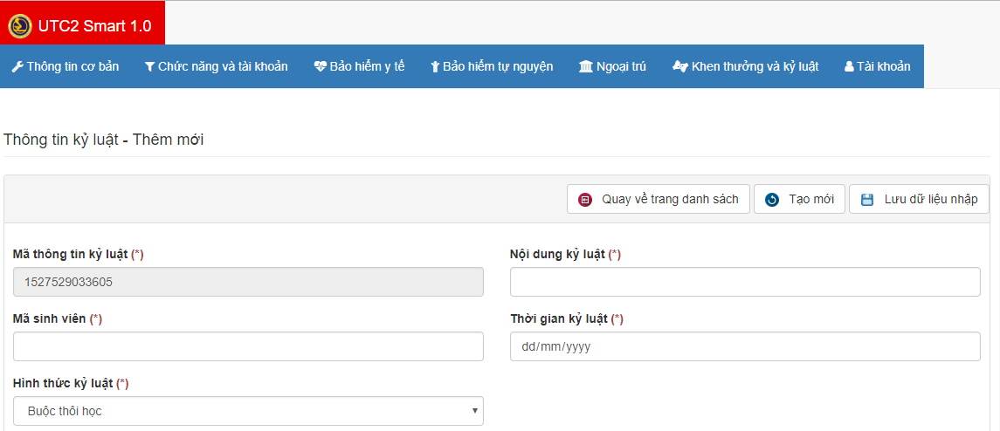 UTC2 Smart 1.0
Thông tin cơ bản Chức năng và tài khoản Bảo hiểm y tế Bảo hiểm tự nguyện Ngoại trú Khen thưởng và kỷ luật Tài khoản
Thông tin kỷ luật - Thêm mới
Quay về trang danh sách Tạo mới Lưu dữ liệu nhập
Mã thông tin kỷ luật (*) Nội dung kỷ luật (*)
1527529033605
Mã sinh viên (*) Thời gian kỷ luật (*)
dd/mm/yyyy
Hình thức kỷ luật (*)
Buộc thôi học